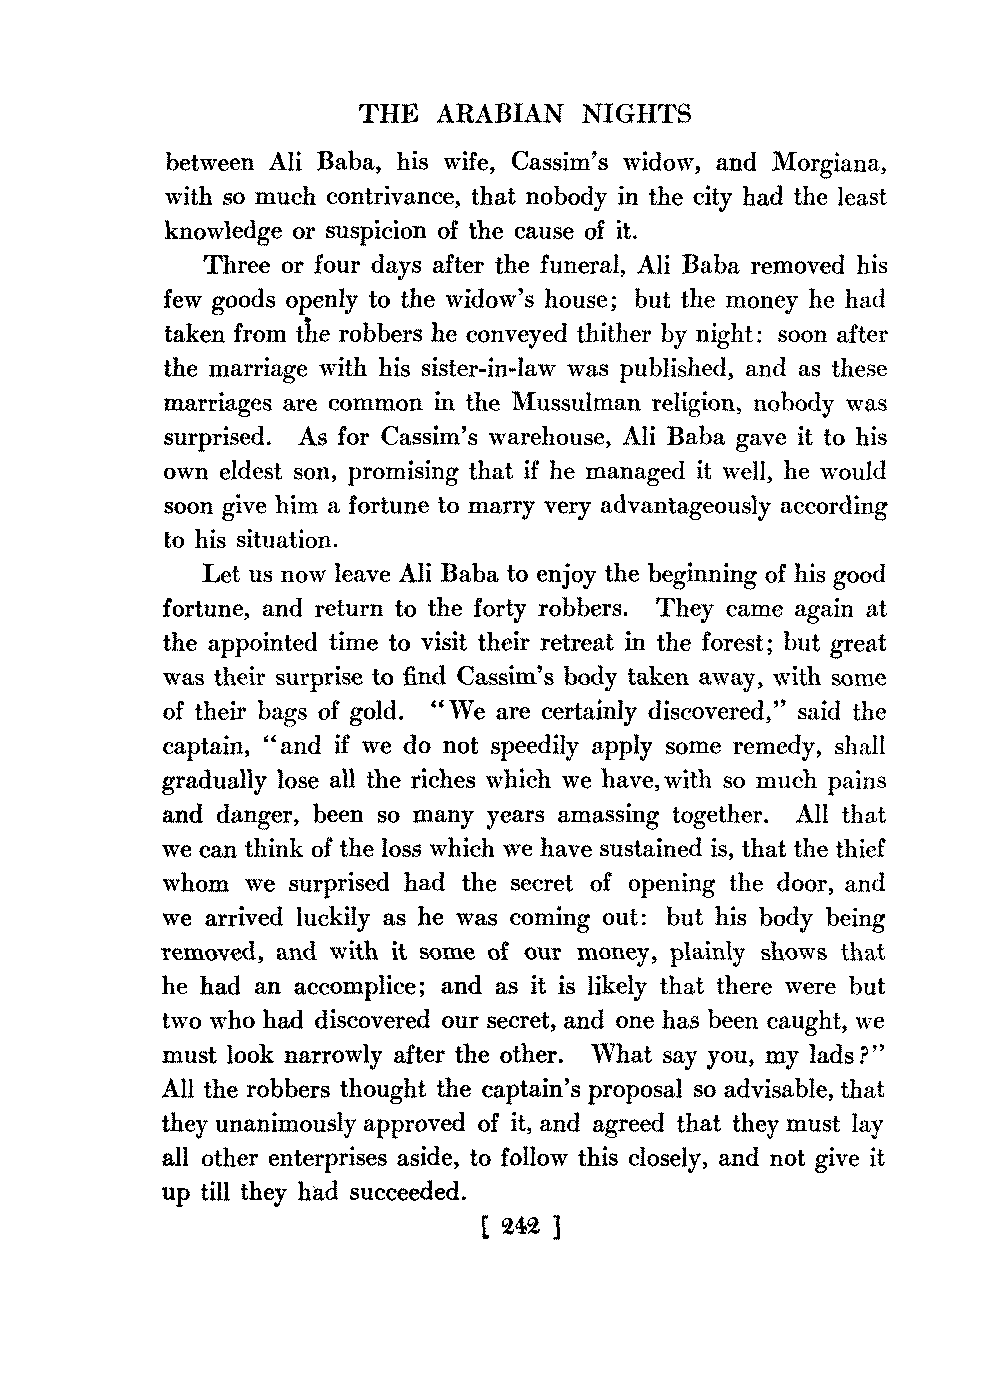 THE ARABIAN NIGHTS
between Ali Baba, his wife, Cassim's widow, and Morgiana,
with so much contrivance, that nobody in the city had the least
knowledge or suspicion of the cause of it.
Three or four days after the funeral, Ali Baba removed his
few goods openly to the widow's house; but the money he had
taken from the robbers he conveyed thither by night: soon after
the marriage with his sister-in-law was published, and as these
marriages are common in the Mussulman religion, nobody was
surprised. As for Cassim's warehouse, Ali Baba gave it to his
own eldest son, promising that if he managed it well, he would
soon give him a fortune to marry very advantageously according
to his situation.
Let us now leave Ali Baba to enjoy the beginning of his good
fortune, and return to the forty robbers. They came again at
the appointed time to visit their retreat in the forest; but great
was their surprise to find Cassim's body taken away, with some
of their bags of gold. "We are certainly discovered," said the
captain, "and if we do not speedily apply some remedy, shall
gradually lose all the riches which we have, with so much pains
and danger, been so many years amassing together. All that
we can think of the loss which we have sustained is, that the thief
whom we surprised had the secret of opening the door, and
we arrived luckily as he was coming out: but his body being
removed, and with it some of our money, plainly shows that
he had an accomplice; and as it is likely that there were but
two who had discovered our secret, and one has been caught, we
must look narrowly after the other. What say you, my lads?"
All the robbers thought the captain's proposal so advisable, that
they unanimously approved of it, and agreed that they must lay
all other enterprises aside, to follow this closely, and not give it
up till they had succeeded.
[ 242 ]